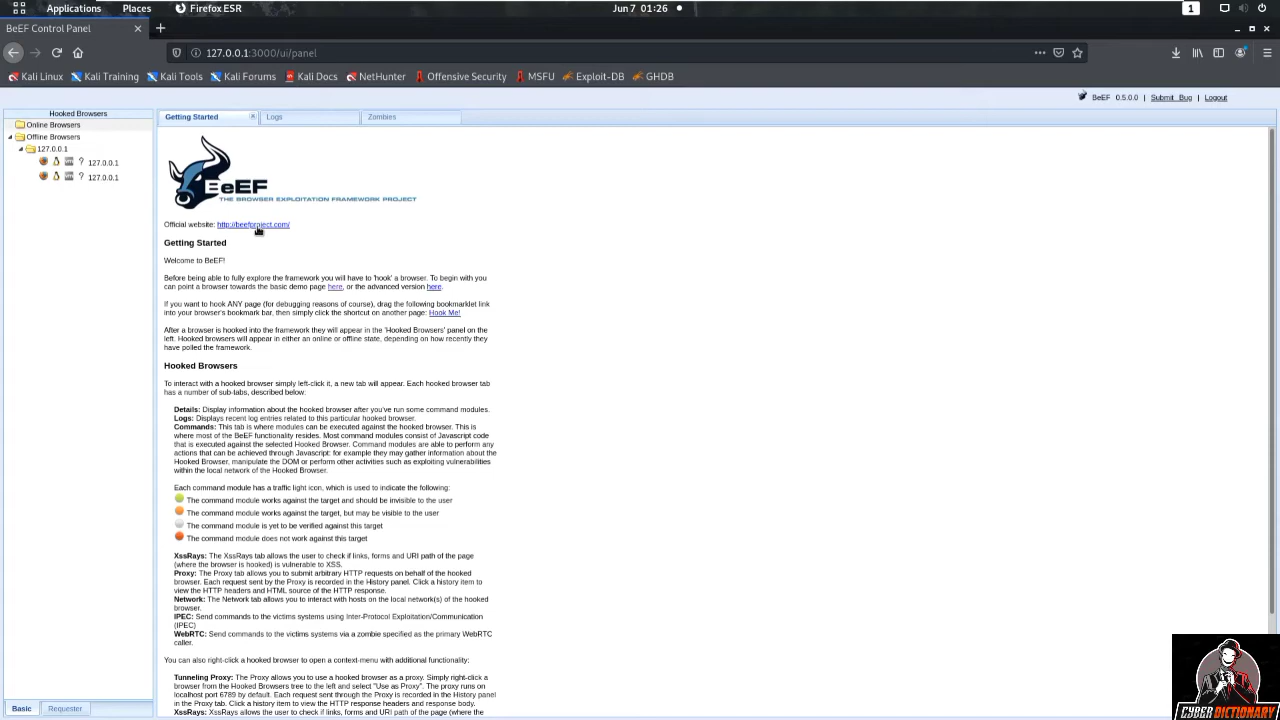 Applications Places Firefox ESR Jun 7 01:26 1
BeEF Control Panel
127.0.0.1:3000/ui/panel
Kali Linux Kali Training Kali Tools Kali Forums Kali Docs NetHunter Offensive Security MSFU Exploit-DB GHDB
BeEF 0.5.0.0 | Submit Bug | Logout
Hooked Browsers
Online Browsers
Offline Browsers
127.0.0.1
? 127.0.0.1
? 127.0.0.1
Basic Requester
Getting Started Logs Zombies
BeEF
THE BROWSER EXPLOITATION FRAMEWORK PROJECT
Official website: http://beefproject.com/
Getting Started
Welcome to BeEF!
Before being able to fully explore the framework you will have to 'hook' a browser. To begin with you
can point a browser towards the basic demo page here, or the advanced version here.
If you want to hook ANY page (for debugging reasons of course), drag the following bookmarklet link
into your browser's bookmark bar, then simply click the shortcut on another page: Hook Me!
After a browser is hooked into the framework they will appear in the 'Hooked Browsers' panel on the
left. Hooked browsers will appear in either an online or offline state, depending on how recently they
have polled the framework.
Hooked Browsers
To interact with a hooked browser simply left-click it, a new tab will appear. Each hooked browser tab
has a number of sub-tabs, described below:
Details: Display information about the hooked browser after you've run some command modules.
Logs: Displays recent log entries related to this particular hooked browser.
Commands: This tab is where modules can be executed against the hooked browser. This is
where most of the BeEF functionality resides. Most command modules consist of Javascript code
that is executed against the selected Hooked Browser. Command modules are able to perform any
actions that can be achieved through Javascript: for example they may gather information about the
Hooked Browser, manipulate the DOM or perform other activities such as exploiting vulnerabilities
within the local network of the Hooked Browser.
Each command module has a traffic light icon, which is used to indicate the following:
The command module works against the target and should be invisible to the user
The command module works against the target, but may be visible to the user
The command module is yet to be verified against this target
The command module does not work against this target
XssRays: The XssRays tab allows the user to check if links, forms and URI path of the page
(where the browser is hooked) is vulnerable to XSS.
Proxy: The Proxy tab allows you to submit arbitrary HTTP requests on behalf of the hooked
browser. Each request sent by the Proxy is recorded in the History panel. Click a history item to
view the HTTP headers and HTML source of the HTTP response.
Network: The Network tab allows you to interact with hosts on the local network(s) of the hooked
browser.
IPEC: Send commands to the victims systems using Inter-Protocol Exploitation/Communication
(IPEC)
WebRTC: Send commands to the victims systems via a zombie specified as the primary WebRTC
caller.
You can also right-click a hooked browser to open a context-menu with additional functionality:
Tunneling Proxy: The Proxy allows you to use a hooked browser as a proxy. Simply right-click a
browser from the Hooked Browsers tree to the left and select "Use as Proxy". The proxy runs on
localhost port 6789 by default. Each request sent through the Proxy is recorded in the History panel
in the Proxy tab. Click a history item to view the HTTP response headers and response body.
XssRays: XssRays allows the user to check if links, forms and URI path of the page (where the
CYBER DICTIONARY